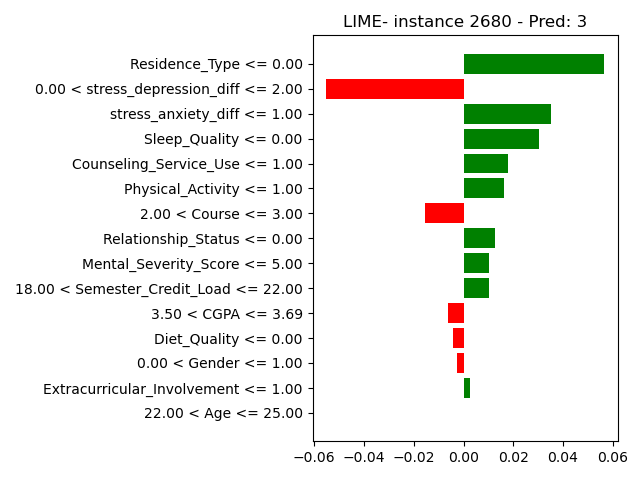 LIME- instance 2680 - Pred: 3
Residence_Type <= 0.00
0.00 < stress_depression_diff <= 2.00
stress_anxiety_diff <= 1.00
Sleep_Quality <= 0.00
Counseling_Service_Use <= 1.00
Physical_Activity <= 1.00
2.00 < Course <= 3.00
Relationship_Status <= 0.00
Mental_Severity_Score <= 5.00
18.00 < Semester_Credit_Load <= 22.00
3.50 < CGPA <= 3.69
Diet_Quality <= 0.00
0.00 < Gender <= 1.00
Extracurricular_Involvement <= 1.00
22.00 < Age <= 25.00
−0.06 −0.04 −0.02 0.00 0.02 0.04 0.06